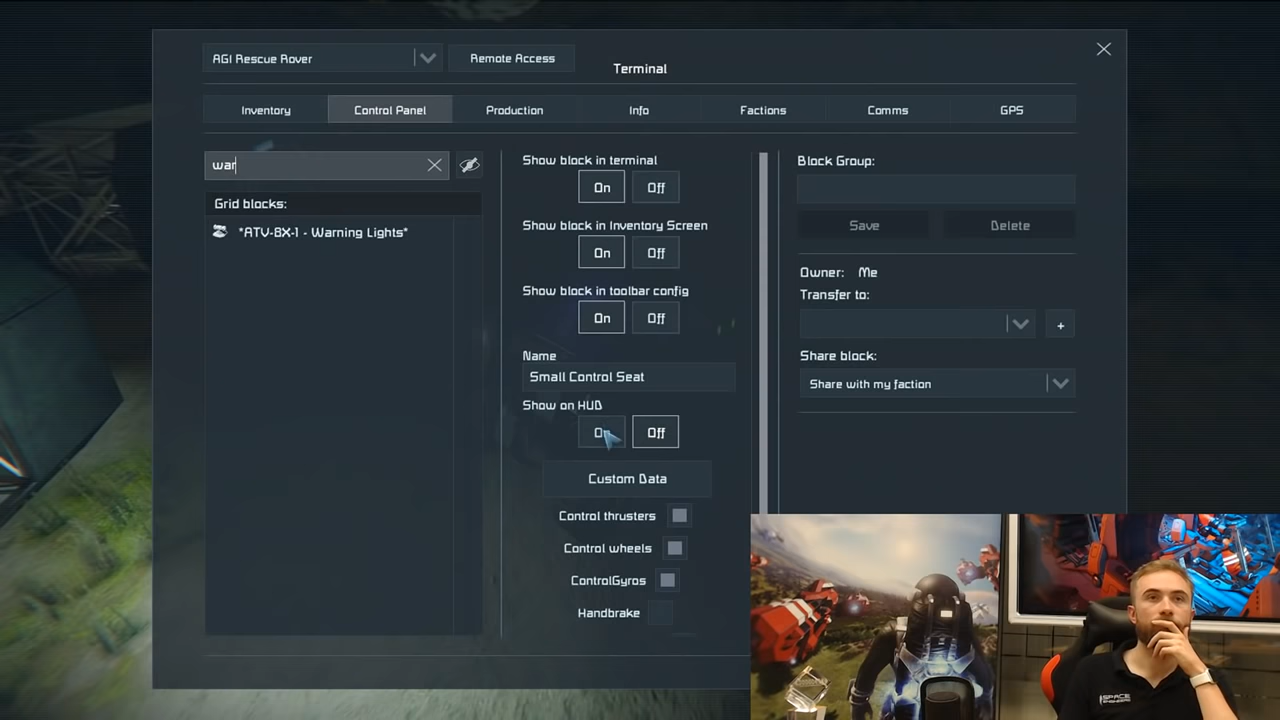 AGI Rescue Rover
Remote Access
Terminal
Inventory
Control Panel
Production
Info
Factions
Comms
GPS
war
Grid blocks:
*ATV-BX-1 - Warning Lights*
Show block in terminal
On Off
Show block in Inventory Screen
On Off
Show block in toolbar config
On Off
Name
Small Control Seat
Show on HUD
On Off
Custom Data
Control thrusters
Control wheels
ControlGyros
Handbrake
Block Group:
Save
Delete
Owner: Me
Transfer to:
+
Share block:
Share with my faction
SPACE
ENGINEERS